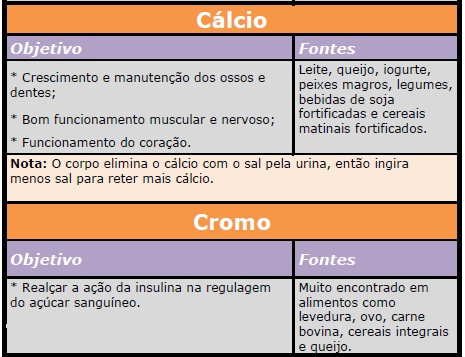 Cálcio
Objetivo
Fontes
* Crescimento e manutenção dos ossos e
dentes;
* Bom funcionamento muscular e nervoso;
* Funcionamento do coração.
Leite, queijo, iogurte,
peixes magros, legumes,
bebidas de soja
fortificadas e cereais
matinais fortificados.
Nota: O corpo elimina o cálcio com o sal pela urina, então ingira
menos sal para reter mais cálcio.
Cromo
Objetivo
Fontes
* Realçar a ação da insulina na regulagem
do açúcar sanguíneo.
Muito encontrado em
alimentos como
levedura, ovo, carne
bovina, cereais integrais
e queijo.